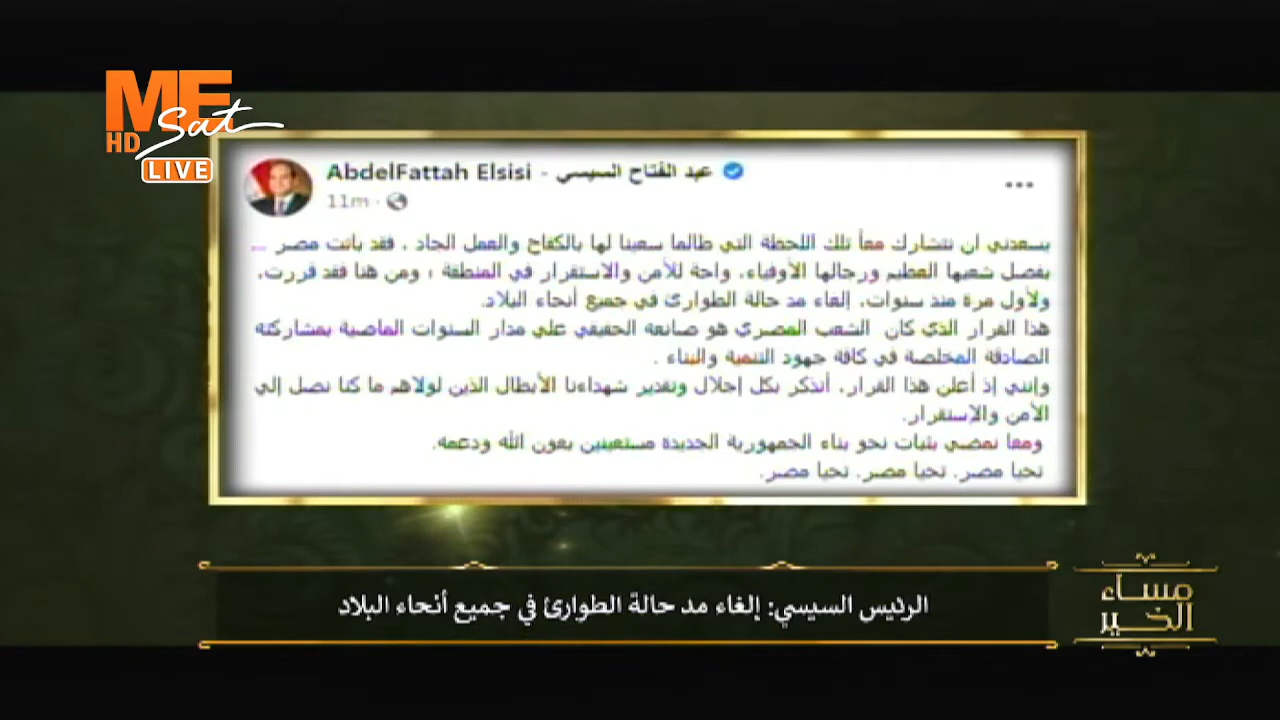 ME
Sat
HD
LIVE
AbdelFattah Elsisi - عبد الفتاح السيسي
11m ·
يسعدني ان نتشارك معاً تلك اللحظة التي طالما سعينا لها بالكفاح والعمل الجاد ، فقد باتت مصر ...
بفضل شعبها العظيم ورجالها الأوفياء، واحة للأمن والاستقرار في المنطقة ؛ ومن هنا فقد قررت،
ولأول مرة منذ سنوات، إلغاء مد حالة الطوارئ في جميع أنحاء البلاد.
هذا القرار الذي كان الشعب المصري هو صانعه الحقيقي على مدار السنوات الماضية بمشاركته
الصادقة المخلصة في كافة جهود التنمية والبناء .
وإنني إذ أعلن هذا القرار، أتذكر بكل إجلال وتقدير شهداءنا الأبطال الذين لولاهم ما كنا نصل إلي
الأمن والإستقرار.
ومعا نمضي بثبات نحو بناء الجمهورية الجديدة مستعينين بعون الله ودعمه.
تحيا مصر، تحيا مصر، تحيا مصر.
الرئيس السيسي: إلغاء مد حالة الطوارئ في جميع أنحاء البلاد
مساء
الخير